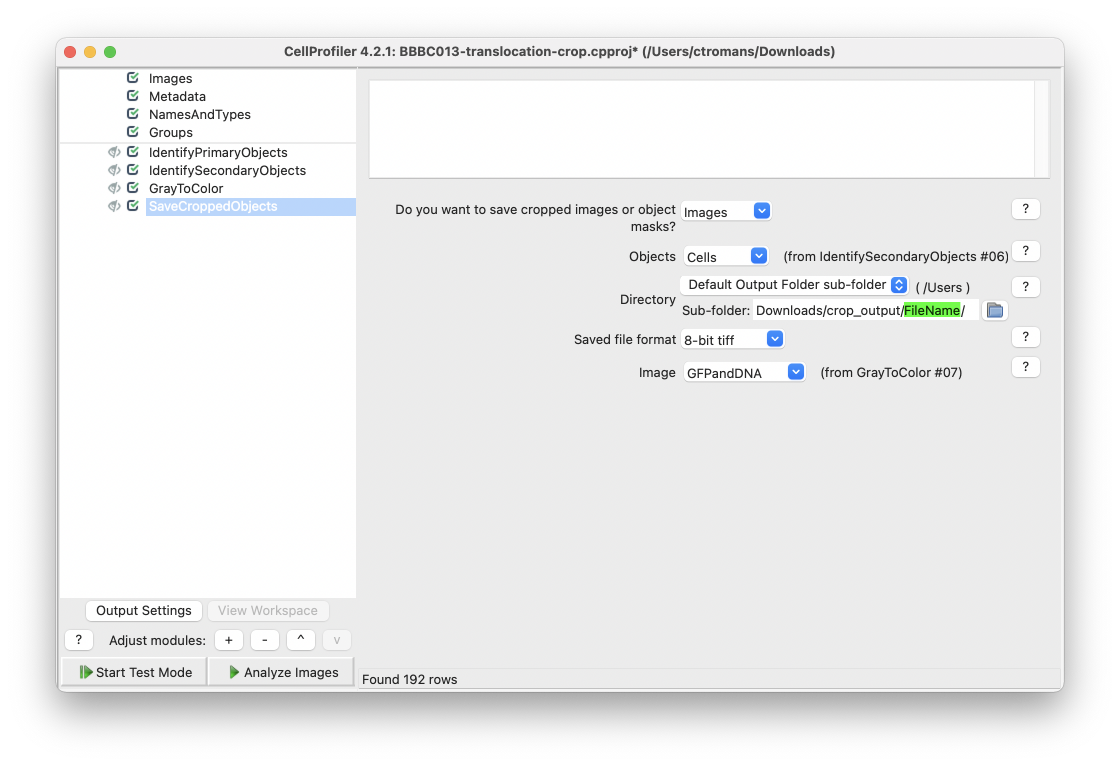 CellProfiler 4.2.1: BBBC013-translocation-crop.cpproj* (/Users/ctromans/Downloads)
Images
Metadata
NamesAndTypes
Groups
IdentifyPrimaryObjects
IdentifySecondaryObjects
GrayToColor
SaveCroppedObjects
Do you want to save cropped images or object
masks?
Images
?
Objects
Cells
(from IdentifySecondaryObjects #06)
?
Directory
Default Output Folder sub-folder
( /Users )
?
Sub-folder:
Downloads/crop_output/FileName/
Saved file format
8-bit tiff
?
Image
GFPandDNA
(from GrayToColor #07)
?
Output Settings
View Workspace
?
Adjust modules:
+
-
^
v
Start Test Mode
Analyze Images
Found 192 rows